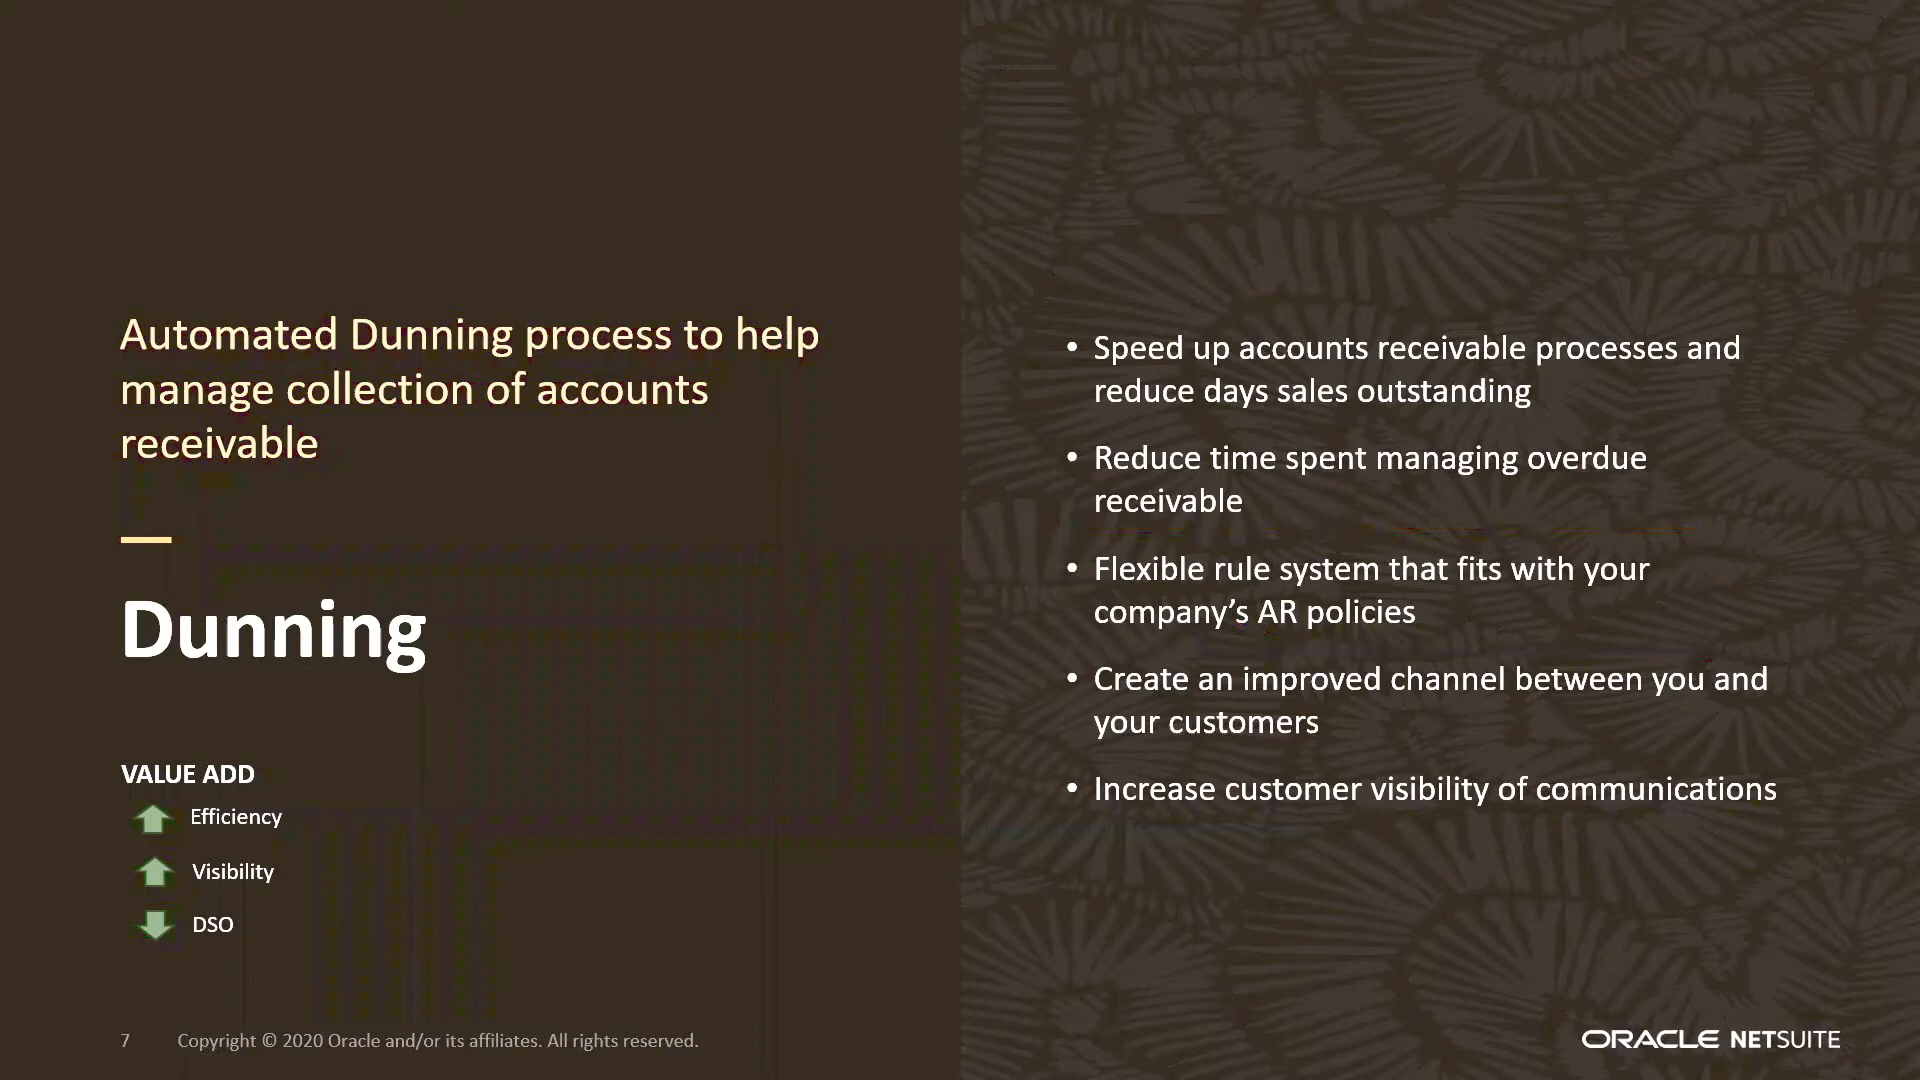 Automated Dunning process to help
manage collection of accounts
receivable
Dunning
VALUE ADD
Efficiency
Visibility
DSO
• Speed up accounts receivable processes and
reduce days sales outstanding
• Reduce time spent managing overdue
receivable
• Flexible rule system that fits with your
company’s AR policies
• Create an improved channel between you and
your customers
• Increase customer visibility of communications
7 Copyright © 2020 Oracle and/or its affiliates. All rights reserved.
ORACLE NETSUITE